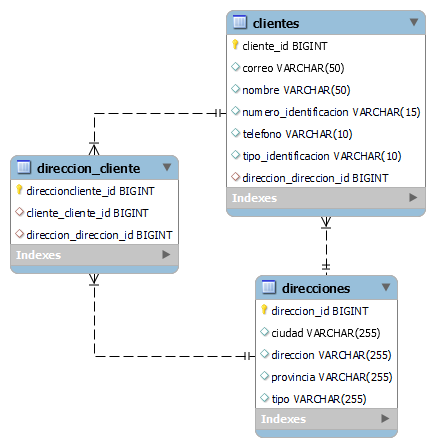 clientes
cliente_id BIGINT
correo VARCHAR(50)
nombre VARCHAR(50)
numero_identificacion VARCHAR(15)
telefono VARCHAR(10)
tipo_identificacion VARCHAR(10)
direccion_direccion_id BIGINT
Indexes
direccion_cliente
direccioncliente_id BIGINT
cliente_cliente_id BIGINT
direccion_direccion_id BIGINT
Indexes
direcciones
direccion_id BIGINT
ciudad VARCHAR(255)
direccion VARCHAR(255)
provincia VARCHAR(255)
tipo VARCHAR(255)
Indexes